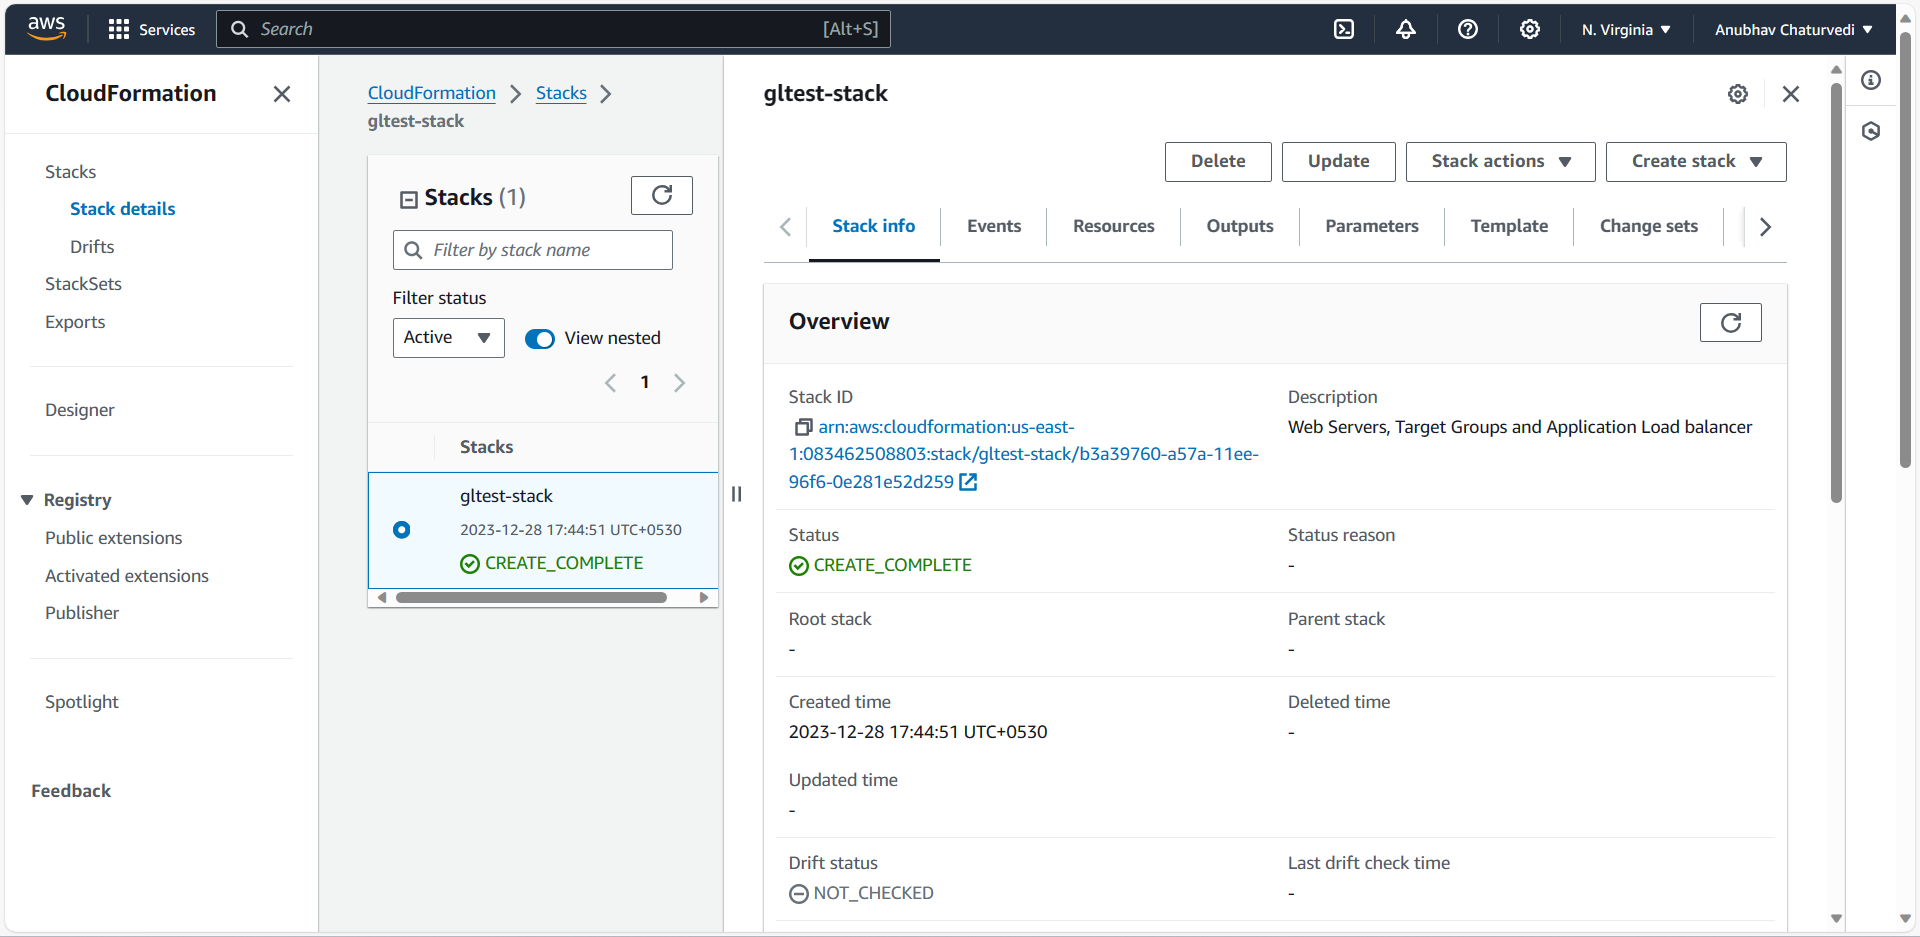 aws
Services
Search
[Alt+S]
N. Virginia
Anubhav Chaturvedi
CloudFormation
Stacks
Stack details
Drifts
StackSets
Exports
Designer
Registry
Public extensions
Activated extensions
Publisher
Spotlight
Feedback
CloudFormation
Stacks
gltest-stack
Stacks (1)
Filter by stack name
Filter status
Active
View nested
1
Stacks
gltest-stack
2023-12-28 17:44:51 UTC+0530
CREATE_COMPLETE
gltest-stack
Delete
Update
Stack actions
Create stack
Stack info
Events
Resources
Outputs
Parameters
Template
Change sets
Overview
Stack ID
arn:aws:cloudformation:us-east-
1:083462508803:stack/gltest-stack/b3a39760-a57a-11ee-
96f6-0e281e52d259
Description
Web Servers, Target Groups and Application Load balancer
Status
CREATE_COMPLETE
Status reason
-
Root stack
-
Parent stack
-
Created time
2023-12-28 17:44:51 UTC+0530
Deleted time
-
Updated time
-
Drift status
NOT_CHECKED
Last drift check time
-